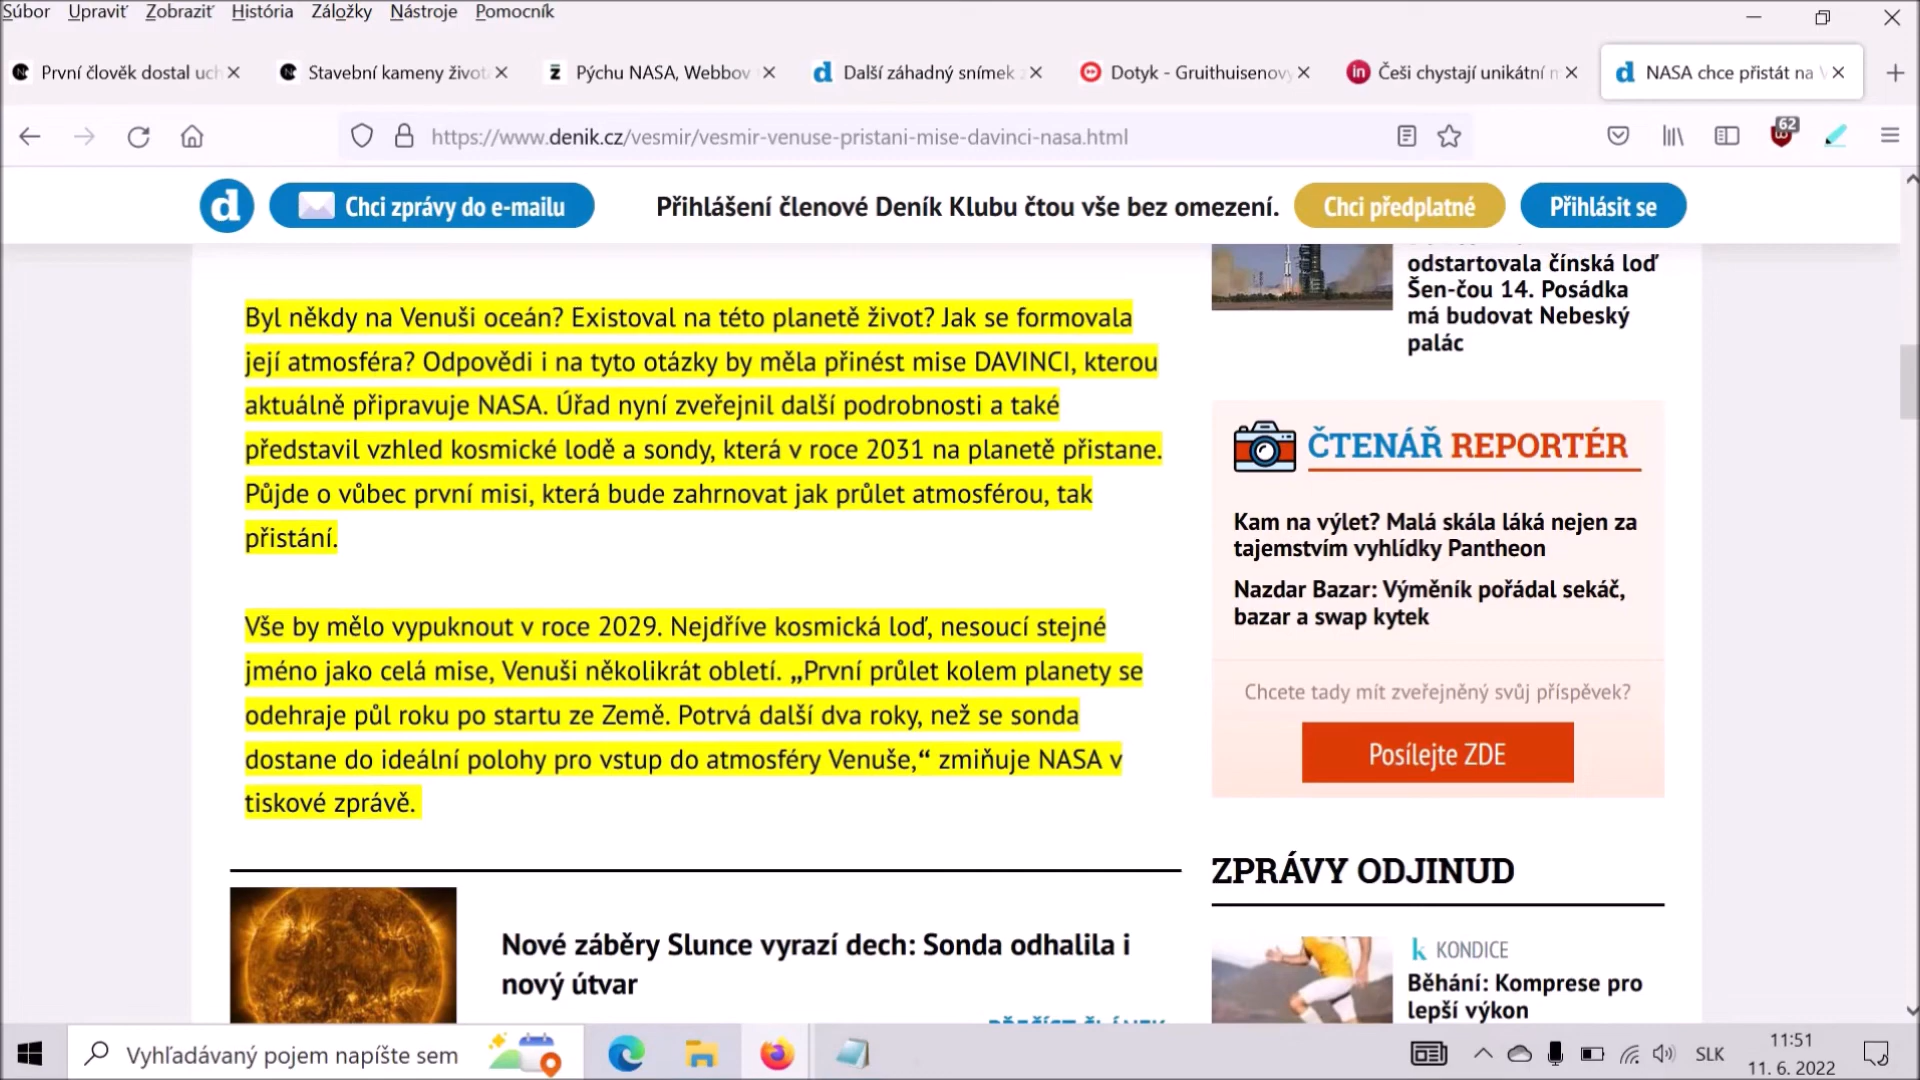 Súbor Upraviť Zobraziť História Záložky Nástroje Pomocník
První člověk dostal uch
Stavební kameny života
Pýchu NASA, Webbov
Další záhadný snímek z
Dotyk - Gruithuisenovy
Češi chystají unikátní m
NASA chce přistát na V
https://www.denik.cz/vesmir/vesmir-venuse-pristani-mise-davinci-nasa.html
62
d
Chci zprávy do e-mailu
Přihlášení členové Deník Klubu čtou vše bez omezení.
Chci předplatné
Přihlásit se
Byl někdy na Venuši oceán? Existoval na této planetě život? Jak se formovala
její atmosféra? Odpovědi i na tyto otázky by měla přinést mise DAVINCI, kterou
aktuálně připravuje NASA. Úřad nyní zveřejnil další podrobnosti a také
představil vzhled kosmické lodě a sondy, která v roce 2031 na planetě přistane.
Půjde o vůbec první misi, která bude zahrnovat jak průlet atmosférou, tak
přistání.
Vše by mělo vypuknout v roce 2029. Nejdříve kosmická loď, nesoucí stejné
jméno jako celá mise, Venuši několikrát obletí. „První průlet kolem planety se
odehraje půl roku po startu ze Země. Potrvá další dva roky, než se sonda
dostane do ideální polohy pro vstup do atmosféry Venuše,“ zmiňuje NASA v
tiskové zprávě.
Nové záběry Slunce vyrazí dech: Sonda odhalila i
nový útvar
odstartovala čínská loď
Šen-čou 14. Posádka
má budovat Nebeský
palác
ČTENÁŘ REPORTÉR
Kam na výlet? Malá skála láká nejen za
tajemstvím vyhlídky Pantheon
Nazdar Bazar: Výměník pořádal sekáč,
bazar a swap kytek
Chcete tady mít zveřejněný svůj příspěvek?
Posílejte ZDE
ZPRÁVY ODJINUD
k KONDICE
Běhání: Komprese pro
lepší výkon
Vyhľadávaný pojem napíšte sem
SLK
11:51
11. 6. 2022